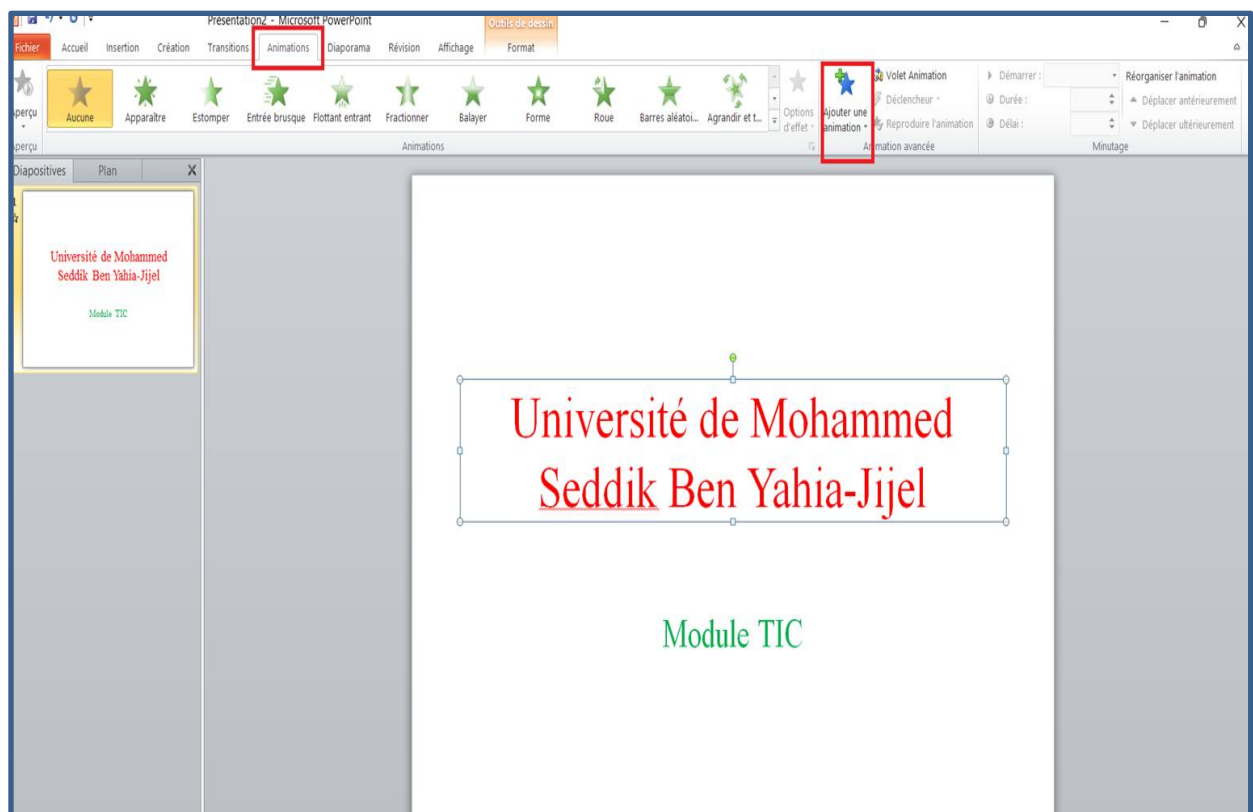 Présentation2 - Microsoft PowerPoint
Outils de dessin
Fichier Accueil Insertion Création Transitions Animations Diaporama Révision Affichage Format
Aucune Apparaître Estomper Entrée brusque Flottant entrant Fractionner Balayer Forme Roue Barres aléatoi... Agrandir et t...
Options d'effet
Ajouter une animation
Volet Animation
Déclencheur
Reproduire l'animation
Démarrer :
Durée :
Délai :
Réorganiser l'animation
Déplacer antérieurement
Déplacer ultérieurement
Animations
Animation avancée
Minutage
Diapositives Plan X
1
Université de Mohammed
Seddik Ben Yahia-Jijel
Module TIC
Université de Mohammed
Seddik Ben Yahia-Jijel
Module TIC